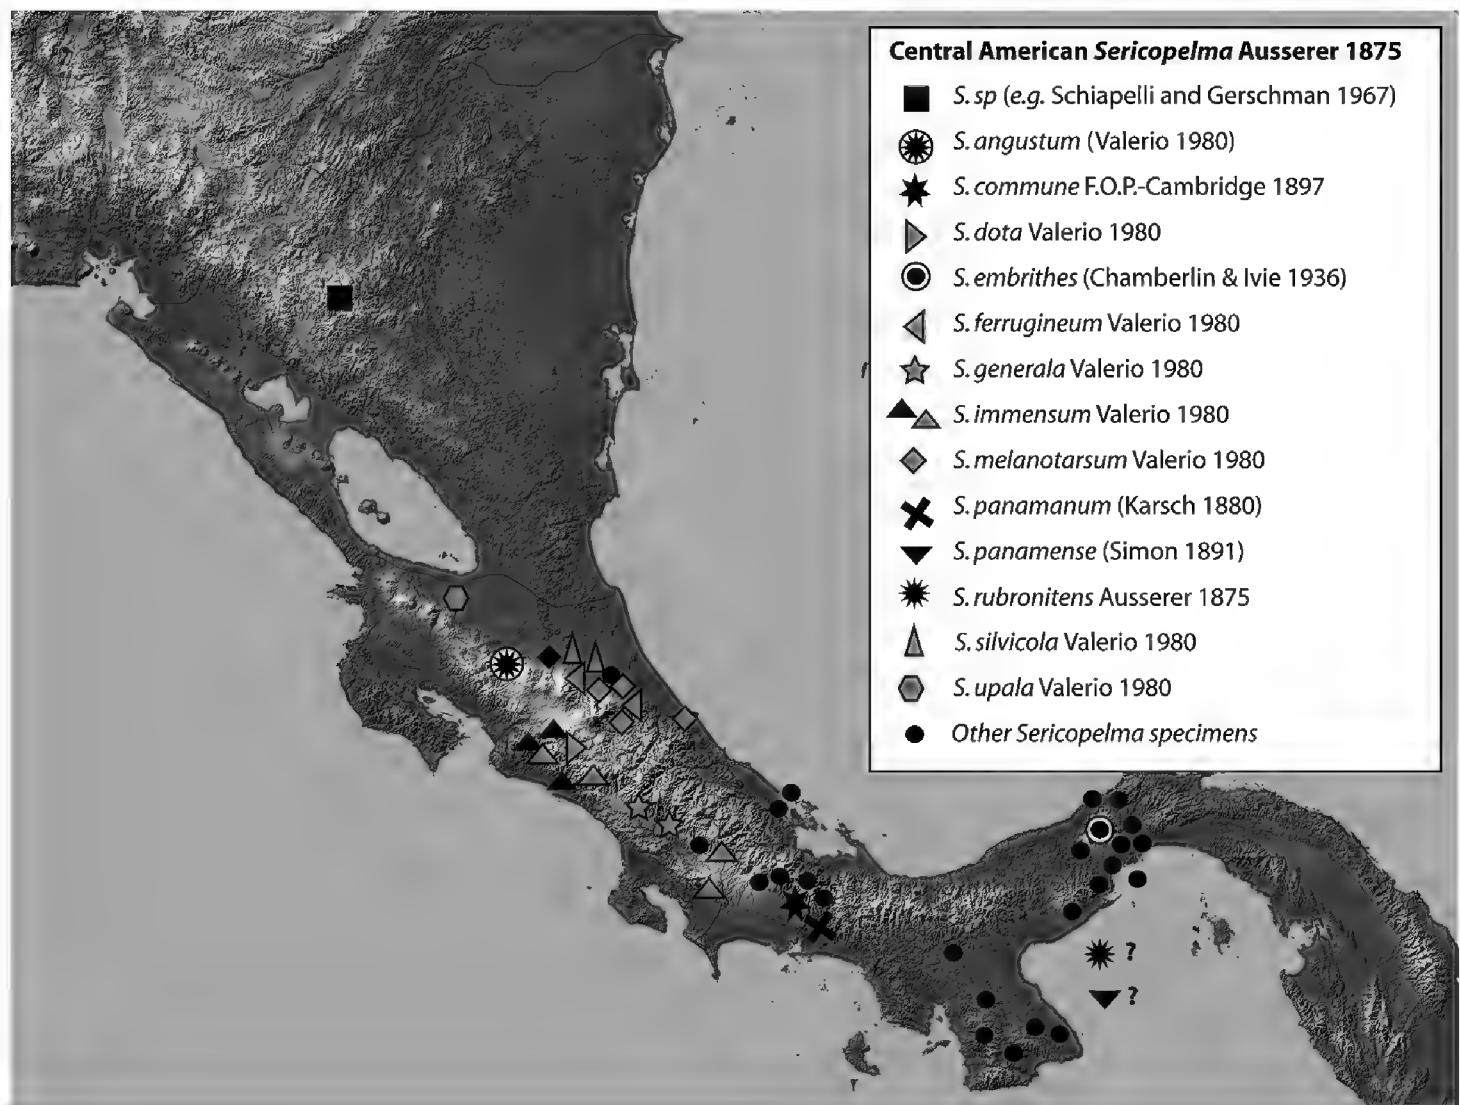 Central American Sericopelma Ausserer 1875
S. sp (e.g. Schiapelli and Gerschman 1967)
S. angustum (Valerio 1980)
S. commune F.O.P.-Cambridge 1897
S. dota Valerio 1980
S. embrithes (Chamberlin & Ivie 1936)
S. ferrugineum Valerio 1980
S. generala Valerio 1980
S. immensum Valerio 1980
S. melanotarsum Valerio 1980
S. panamanum (Karsch 1880)
S. panamense (Simon 1891)
S. rubronitens Ausserer 1875
S. silvicola Valerio 1980
S. upala Valerio 1980
Other Sericopelma specimens
?
?